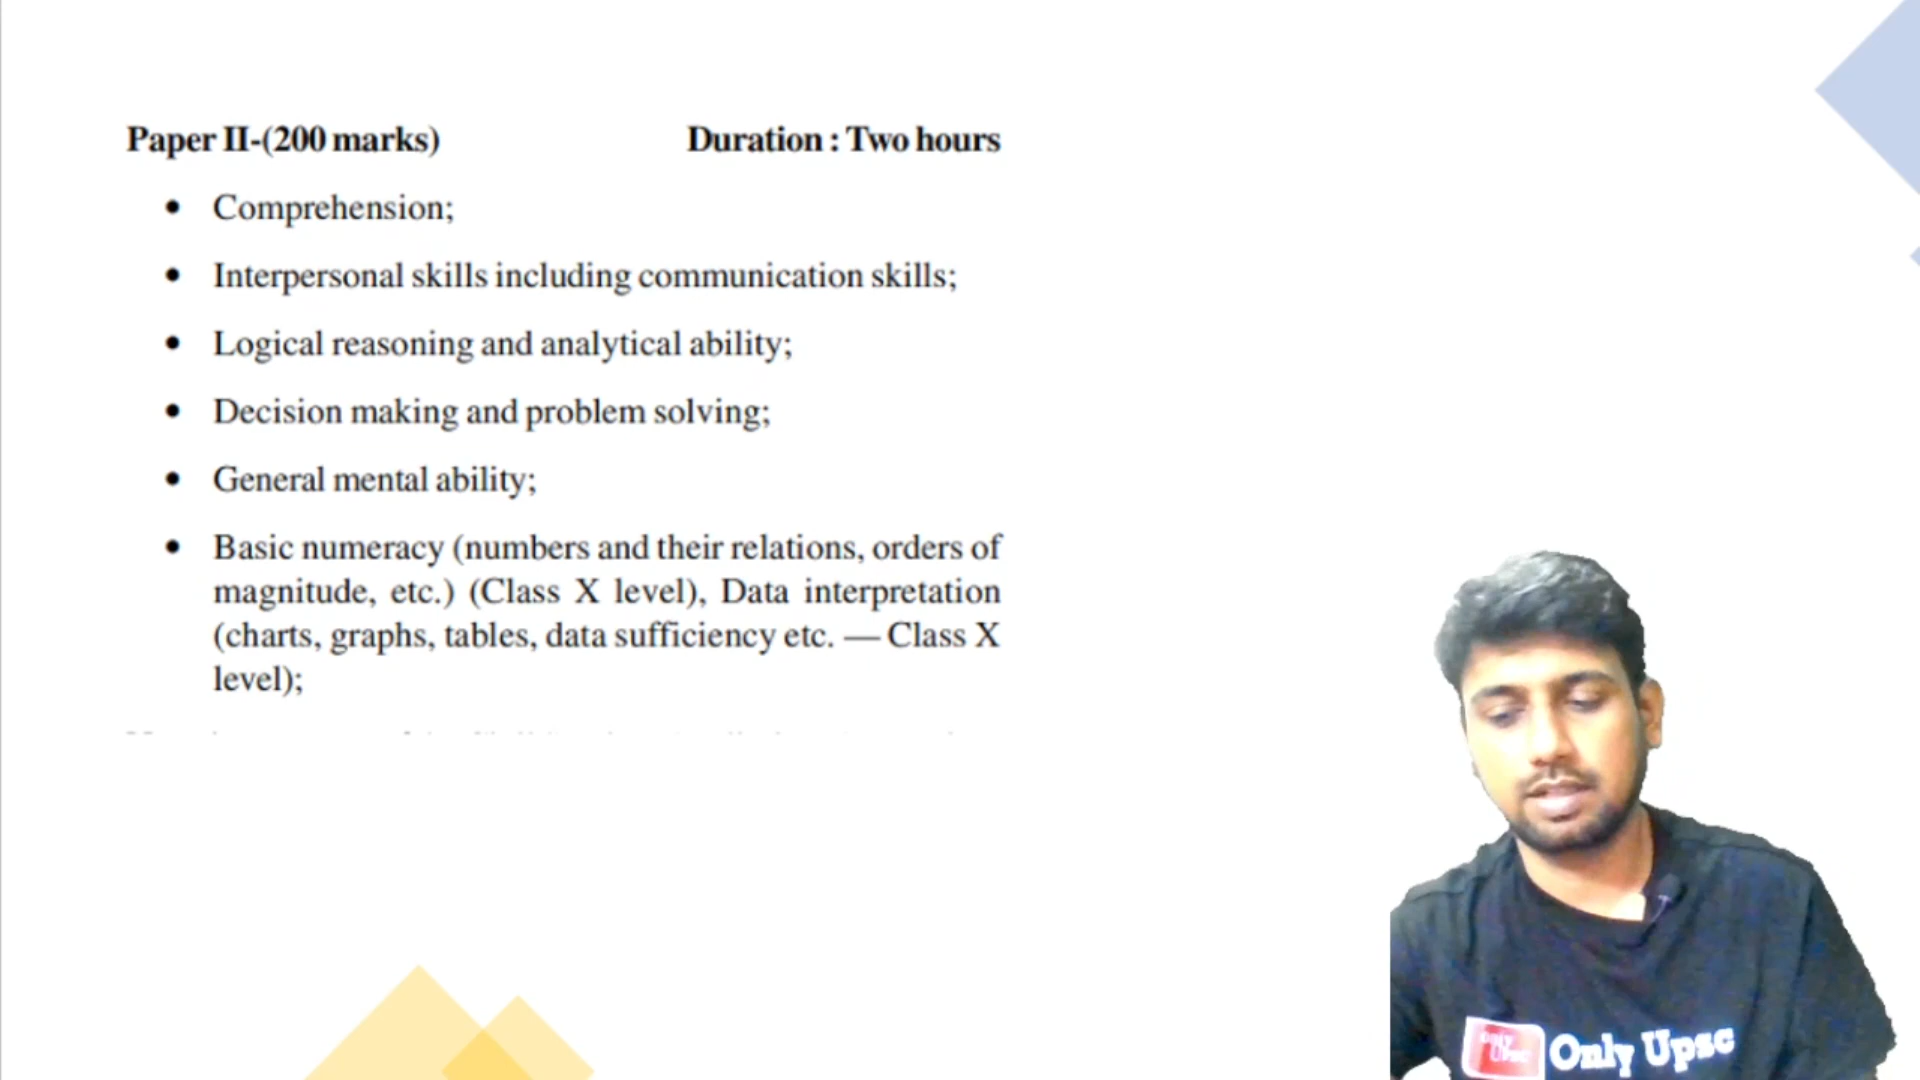 Paper II-(200 marks) Duration : Two hours
• Comprehension;
• Interpersonal skills including communication skills;
• Logical reasoning and analytical ability;
• Decision making and problem solving;
• General mental ability;
• Basic numeracy (numbers and their relations, orders of
magnitude, etc.) (Class X level), Data interpretation
(charts, graphs, tables, data sufficiency etc. — Class X
level);
Only Upsc